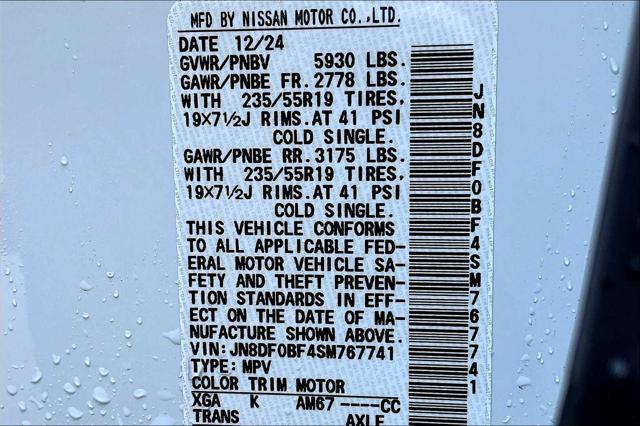 MFD BY NISSAN MOTOR CO.,LTD.
DATE 12/24
GVWR/PNBV 5930 LBS.
GAWR/PNBE FR. 2778 LBS.
WITH 235/55R19 TIRES,
19X7½J RIMS.AT 41 PSI
COLD SINGLE.
GAWR/PNBE RR. 3175 LBS.
WITH 235/55R19 TIRES,
19X7½J RIMS.AT 41 PSI
COLD SINGLE.
THIS VEHICLE CONFORMS
TO ALL APPLICABLE FED-
ERAL MOTOR VEHICLE SA-
FETY AND THEFT PREVEN-
TION STANDARDS IN EFF-
ECT ON THE DATE OF MA-
NUFACTURE SHOWN ABOVE.
VIN:JN8DF0BF4SM767741
TYPE:MPV
COLOR TRIM MOTOR
XGA K AM67 ----CC
TRANS AXLE
JN8DF0BF4SM767741